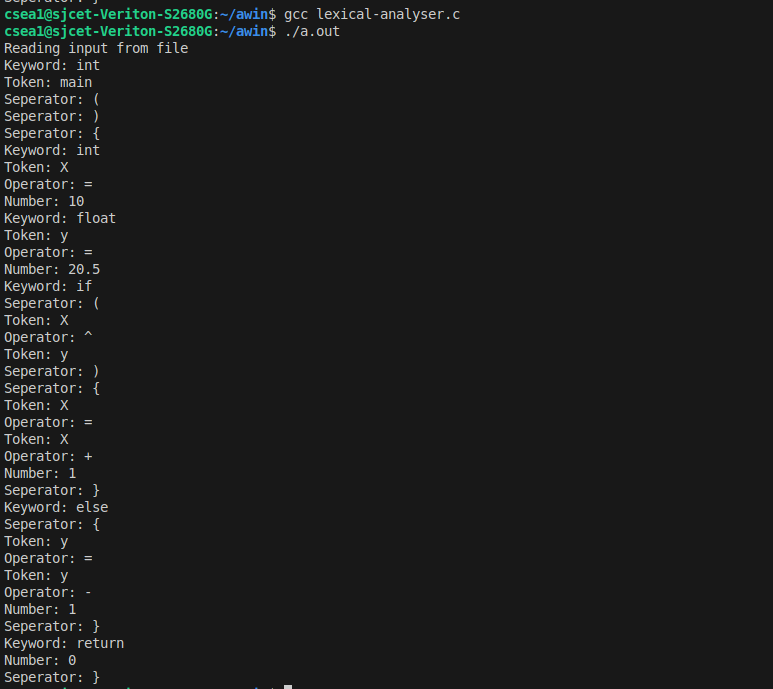 Seperator: }
csea1@sjcet-Veriton-S2680G:~/awin$ gcc lexical-analyser.c
csea1@sjcet-Veriton-S2680G:~/awin$ ./a.out
Reading input from file
Keyword: int
Token: main
Seperator: (
Seperator: )
Seperator: {
Keyword: int
Token: X
Operator: =
Number: 10
Keyword: float
Token: y
Operator: =
Number: 20.5
Keyword: if
Seperator: (
Token: X
Operator: ^
Token: y
Seperator: )
Seperator: {
Token: X
Operator: =
Token: X
Operator: +
Number: 1
Seperator: }
Keyword: else
Seperator: {
Token: y
Operator: =
Token: y
Operator: -
Number: 1
Seperator: }
Keyword: return
Number: 0
Seperator: }